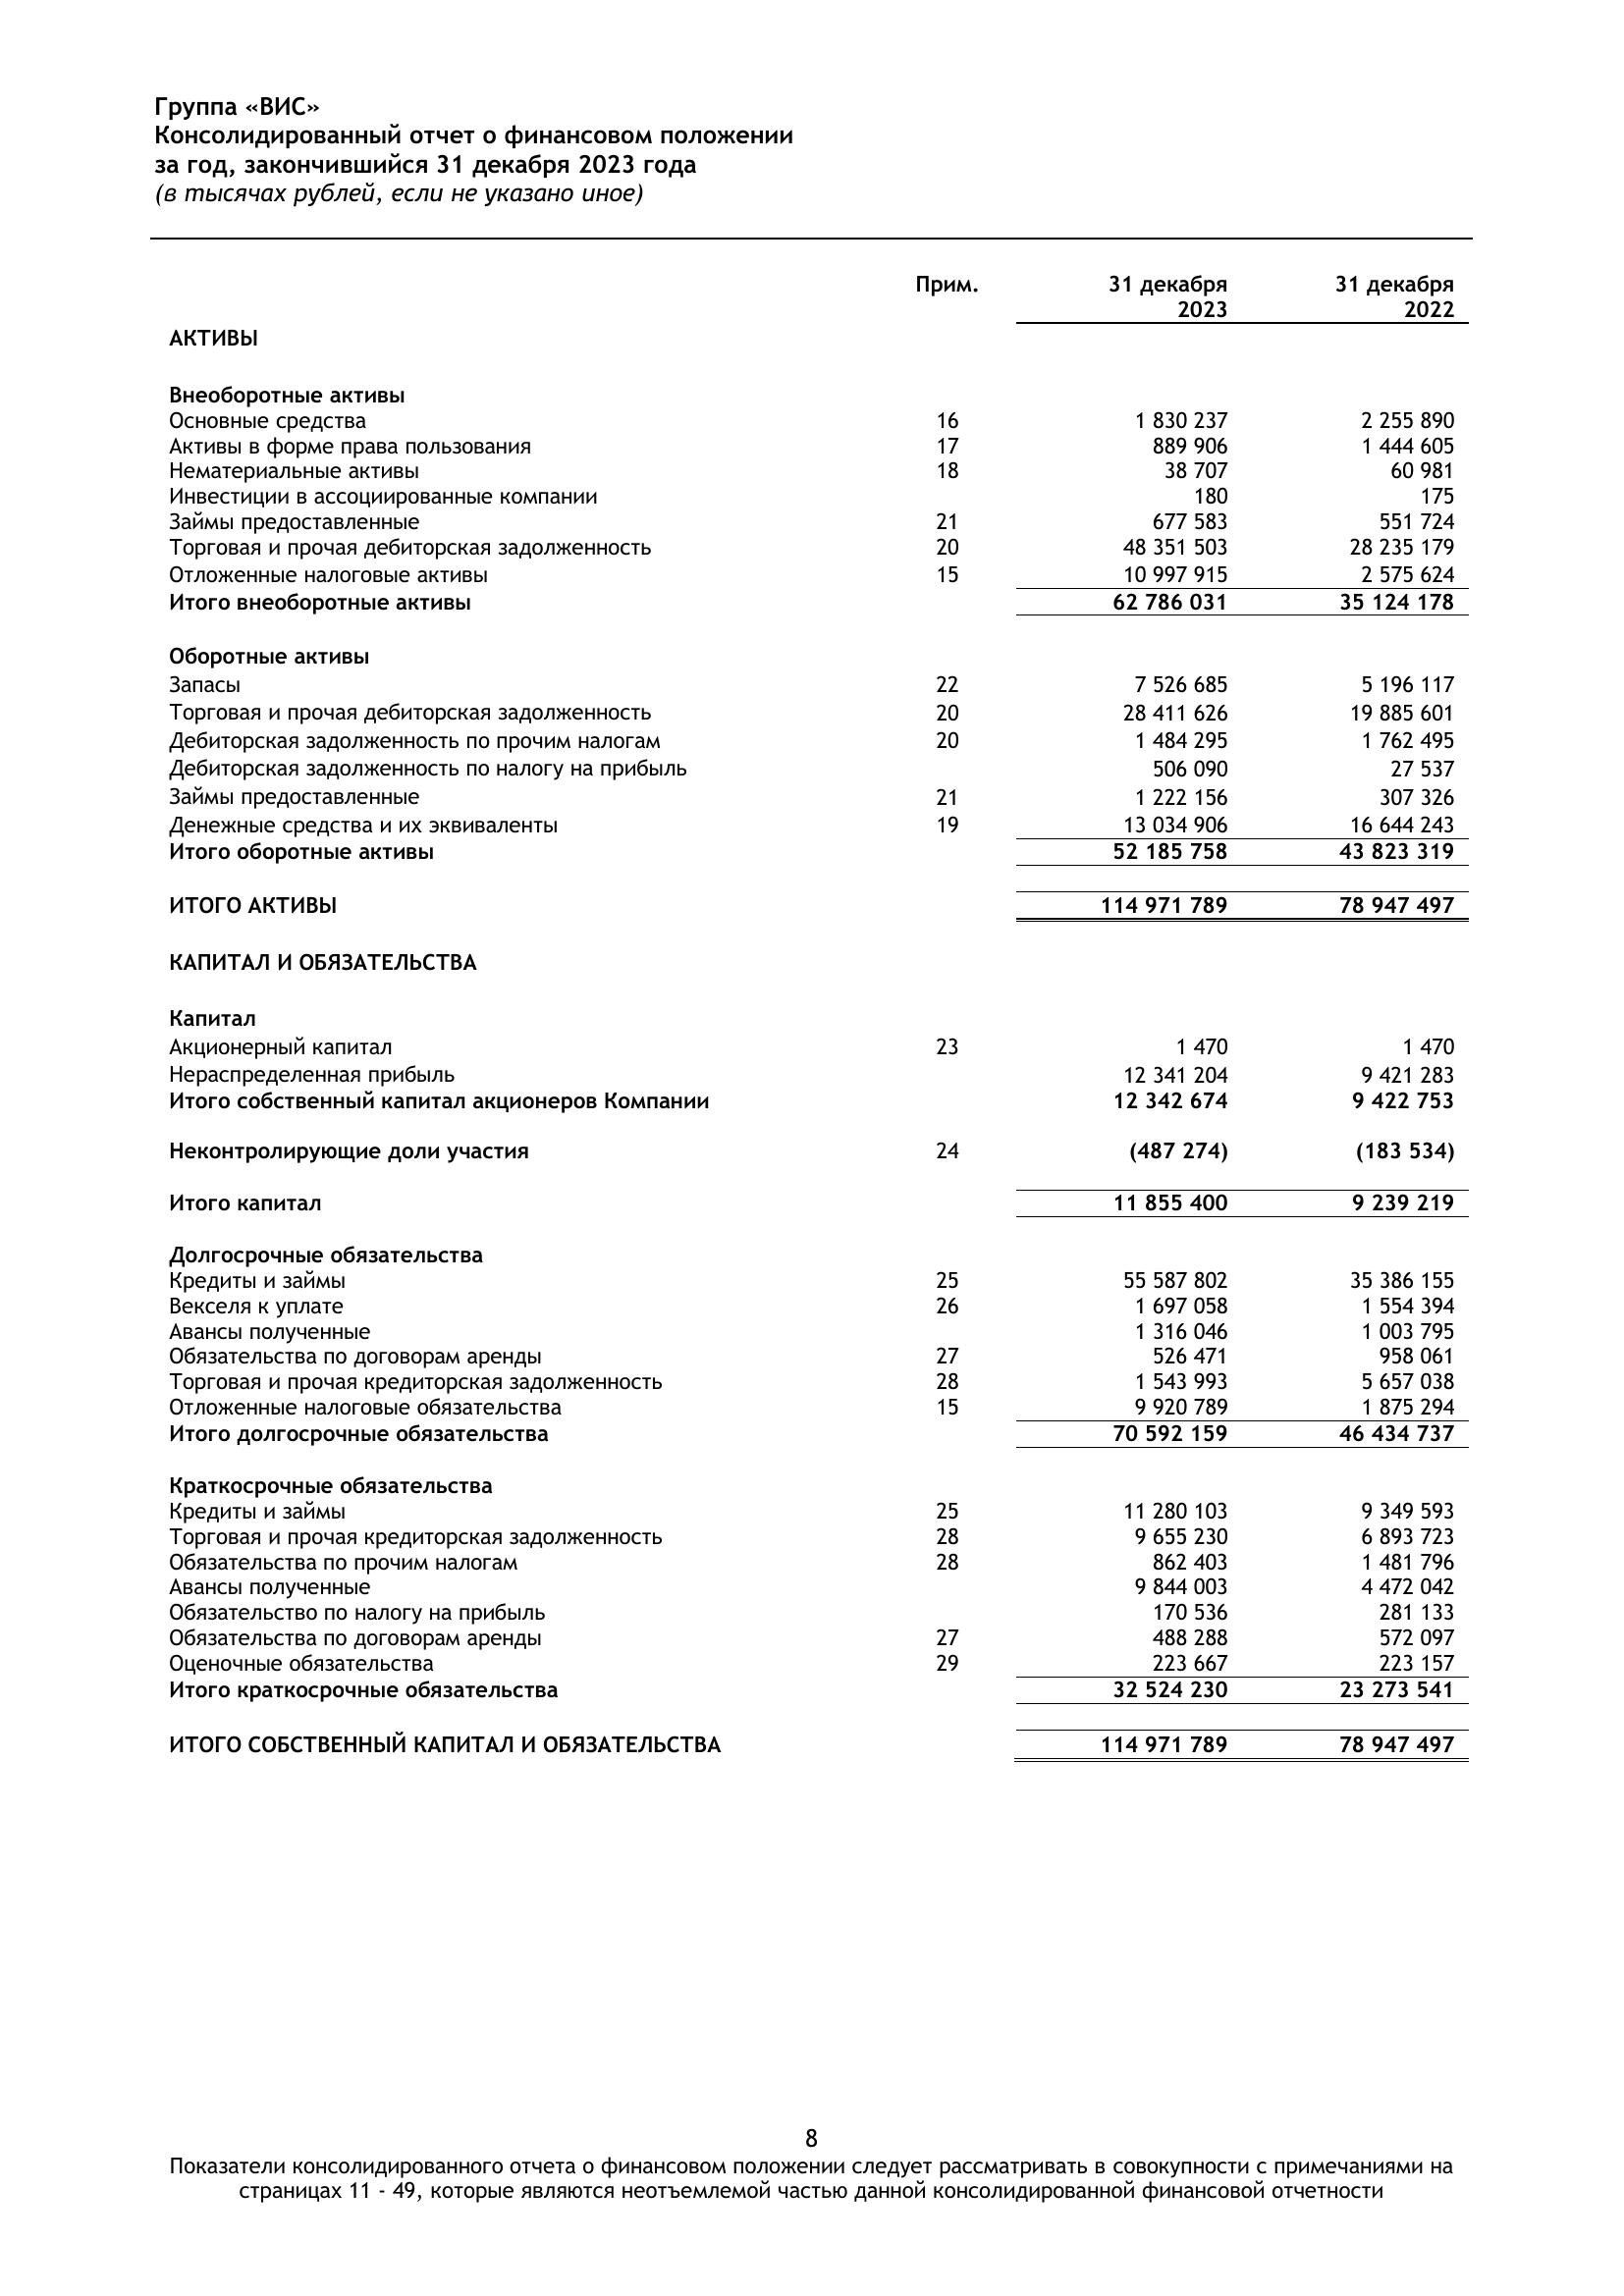 Группа «ВИС»
Консолидированный отчет о финансовом положении
за год, закончившийся 31 декабря 2023 года
(в тысячах рублей, если не указано иное)
Прим. 31 декабря 2023 31 декабря 2022
АКТИВЫ
Внеоборотные активы
Основные средства 16 1 830 237 2 255 890
Активы в форме права пользования 17 889 906 1 444 605
Нематериальные активы 18 38 707 60 981
Инвестиции в ассоциированные компании 180 175
Займы предоставленные 21 677 583 551 724
Торговая и прочая дебиторская задолженность 20 48 351 503 28 235 179
Отложенные налоговые активы 15 10 997 915 2 575 624
Итого внеоборотные активы 62 786 031 35 124 178
Оборотные активы
Запасы 22 7 526 685 5 196 117
Торговая и прочая дебиторская задолженность 20 28 411 626 19 885 601
Дебиторская задолженность по прочим налогам 20 1 484 295 1 762 495
Дебиторская задолженность по налогу на прибыль 506 090 27 537
Займы предоставленные 21 1 222 156 307 326
Денежные средства и их эквиваленты 19 13 034 906 16 644 243
Итого оборотные активы 52 185 758 43 823 319
ИТОГО АКТИВЫ 114 971 789 78 947 497
КАПИТАЛ И ОБЯЗАТЕЛЬСТВА
Капитал
Акционерный капитал 23 1 470 1 470
Нераспределенная прибыль 12 341 204 9 421 283
Итого собственный капитал акционеров Компании 12 342 674 9 422 753
Неконтролирующие доли участия 24 (487 274) (183 534)
Итого капитал 11 855 400 9 239 219
Долгосрочные обязательства
Кредиты и займы 25 55 587 802 35 386 155
Векселя к уплате 26 1 697 058 1 554 394
Авансы полученные 1 316 046 1 003 795
Обязательства по договорам аренды 27 526 471 958 061
Торговая и прочая кредиторская задолженность 28 1 543 993 5 657 038
Отложенные налоговые обязательства 15 9 920 789 1 875 294
Итого долгосрочные обязательства 70 592 159 46 434 737
Краткосрочные обязательства
Кредиты и займы 25 11 280 103 9 349 593
Торговая и прочая кредиторская задолженность 28 9 655 230 6 893 723
Обязательства по прочим налогам 28 862 403 1 481 796
Авансы полученные 9 844 003 4 472 042
Обязательство по налогу на прибыль 170 536 281 133
Обязательства по договорам аренды 27 488 288 572 097
Оценочные обязательства 29 223 667 223 157
Итого краткосрочные обязательства 32 524 230 23 273 541
ИТОГО СОБСТВЕННЫЙ КАПИТАЛ И ОБЯЗАТЕЛЬСТВА 114 971 789 78 947 497
8
Показатели консолидированного отчета о финансовом положении следует рассматривать в совокупности с примечаниями на
страницах 11 - 49, которые являются неотъемлемой частью данной консолидированной финансовой отчетности